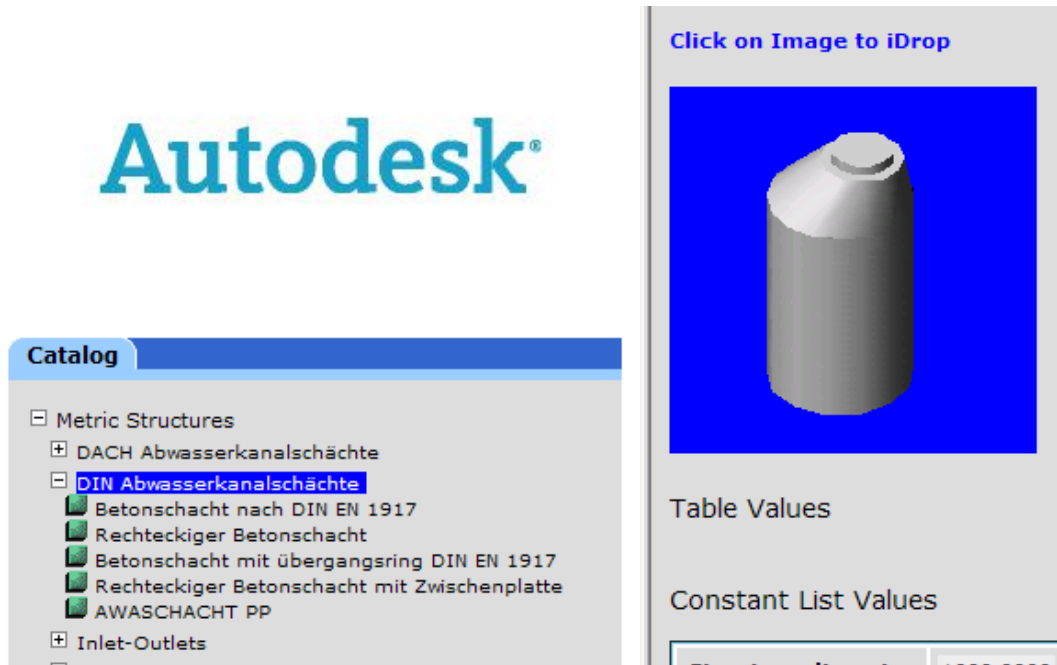 Autodesk®
Catalog
Metric Structures
DACH Abwasserkanalschächte
DIN Abwasserkanalschächte
Betonschacht nach DIN EN 1917
Rechteckiger Betonschacht
Betonschacht mit übergangsring DIN EN 1917
Rechteckiger Betonschacht mit Zwischenplatte
AWASCHACHT PP
Inlet-Outlets
Click on Image to iDrop
Table Values
Constant List Values